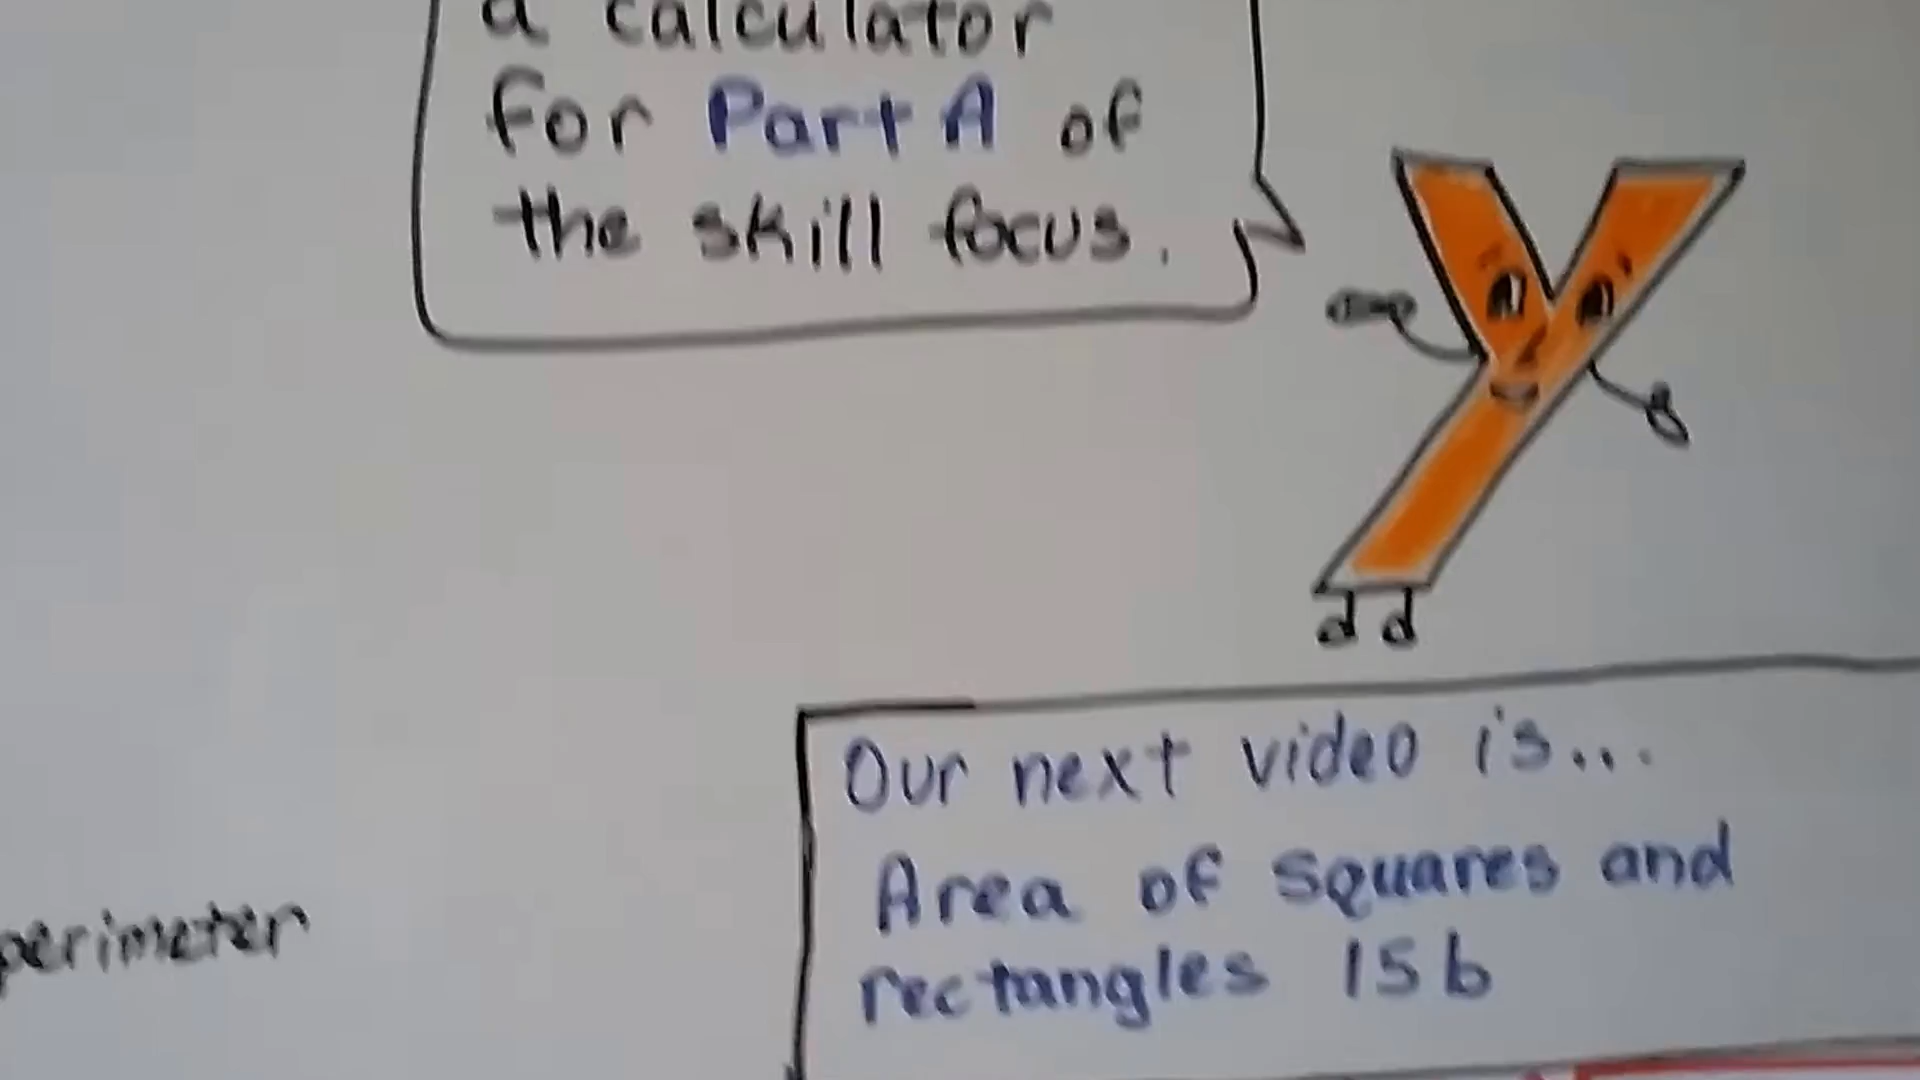 a calculator
for Part A of
the skill focus.
Y
Our next video is...
Area of squares and
rectangles 15b
perimeter